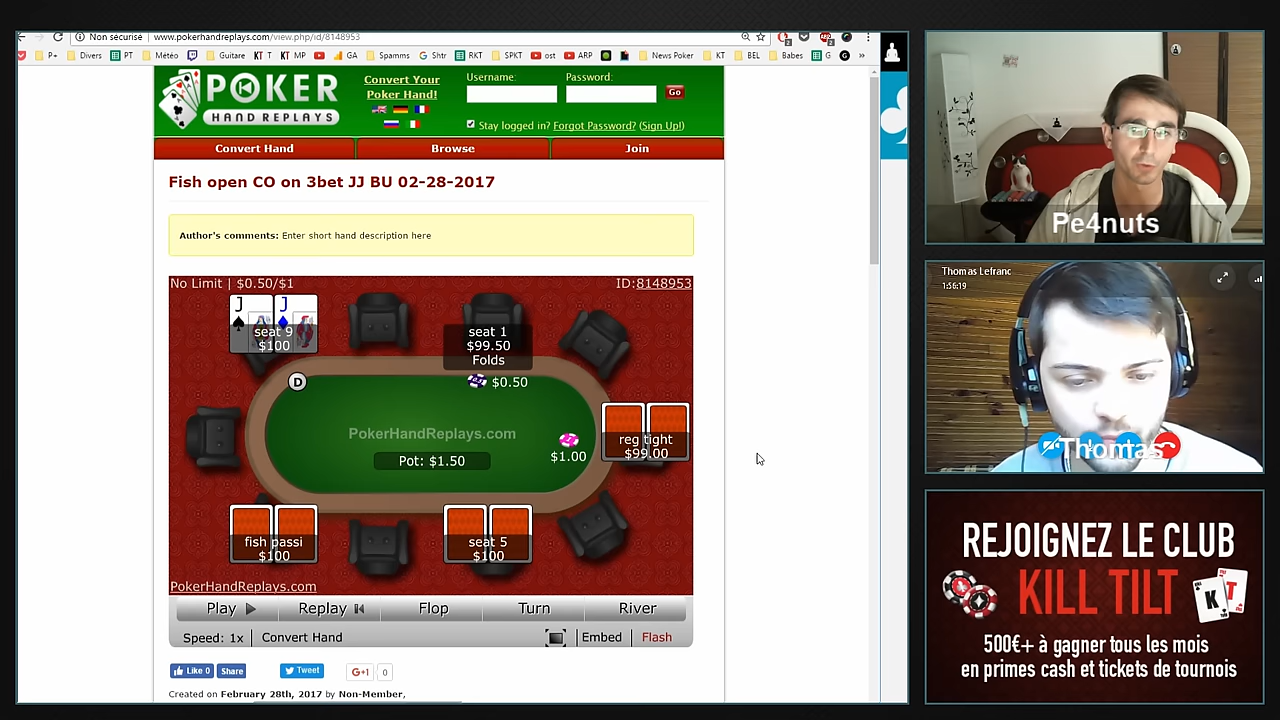 Non sécurisé | www.pokerhandreplays.com/view.php/id/8148953
P+ Divers PT Météo Guitare KT T KT MP GA Spamms Shtr RKT SPKT ost ARP News Poker KT BEL Babes G »
POKER
HAND REPLAYS
Convert Your
Poker Hand!
Username: Password:
Go
Stay logged in? Forgot Password? (Sign Up!)
Convert Hand Browse Join
Fish open CO on 3bet JJ BU 02-28-2017
Author's comments: Enter short hand description here
No Limit | $0.50/$1 ID:8148953
J J
seat 9
$100
seat 1
$99.50
Folds
D
$0.50
PokerHandReplays.com
Pot: $1.50
$1.00
reg tight
$99.00
fish passi
$100
seat 5
$100
PokerHandReplays.com
Play Replay Flop Turn River
Speed: 1x Convert Hand Embed Flash
Like 0 Share Tweet G+1 0
Created on February 28th, 2017 by Non-Member,
Pe4nuts
Thomas Lefranc
1:56:19
Thomas
REJOIGNEZ LE CLUB
KILL TILT
K T
500€+ à gagner tous les mois
en primes cash et tickets de tournois